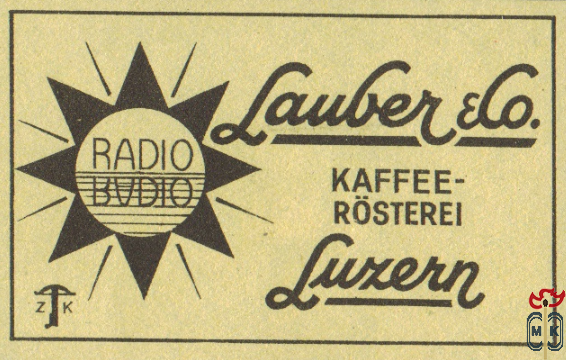 RADIO
RADIO
Lauber & Co.
KAFFEE-
RÖSTEREI
Luzern
Z K
M K